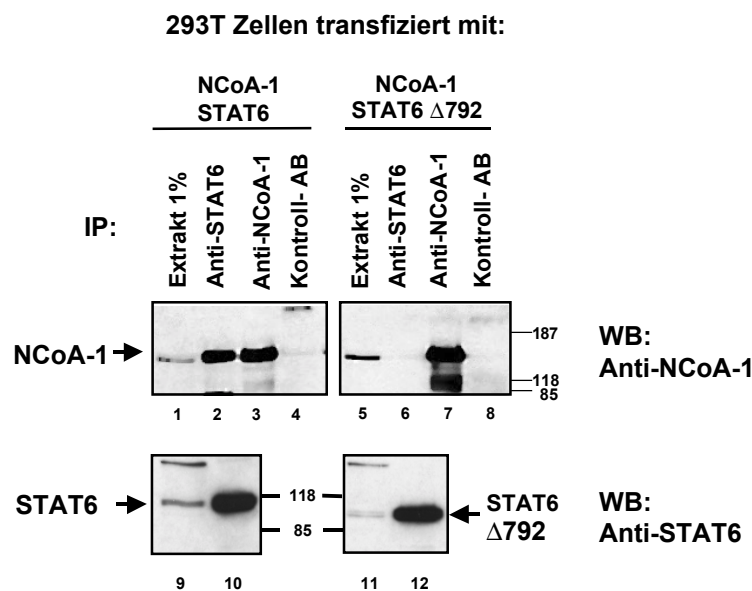 293T Zellen transfiziert mit:
NCoA-1
STAT6
NCoA-1
STAT6 Δ792
IP:
Extrakt 1%
Anti-STAT6
Anti-NCoA-1
Kontroll- AB
Extrakt 1%
Anti-STAT6
Anti-NCoA-1
Kontroll- AB
NCoA-1
187
118
85
WB:
Anti-NCoA-1
1 2 3 4 5 6 7 8
STAT6
118
85
STAT6
Δ792
WB:
Anti-STAT6
9 10 11 12